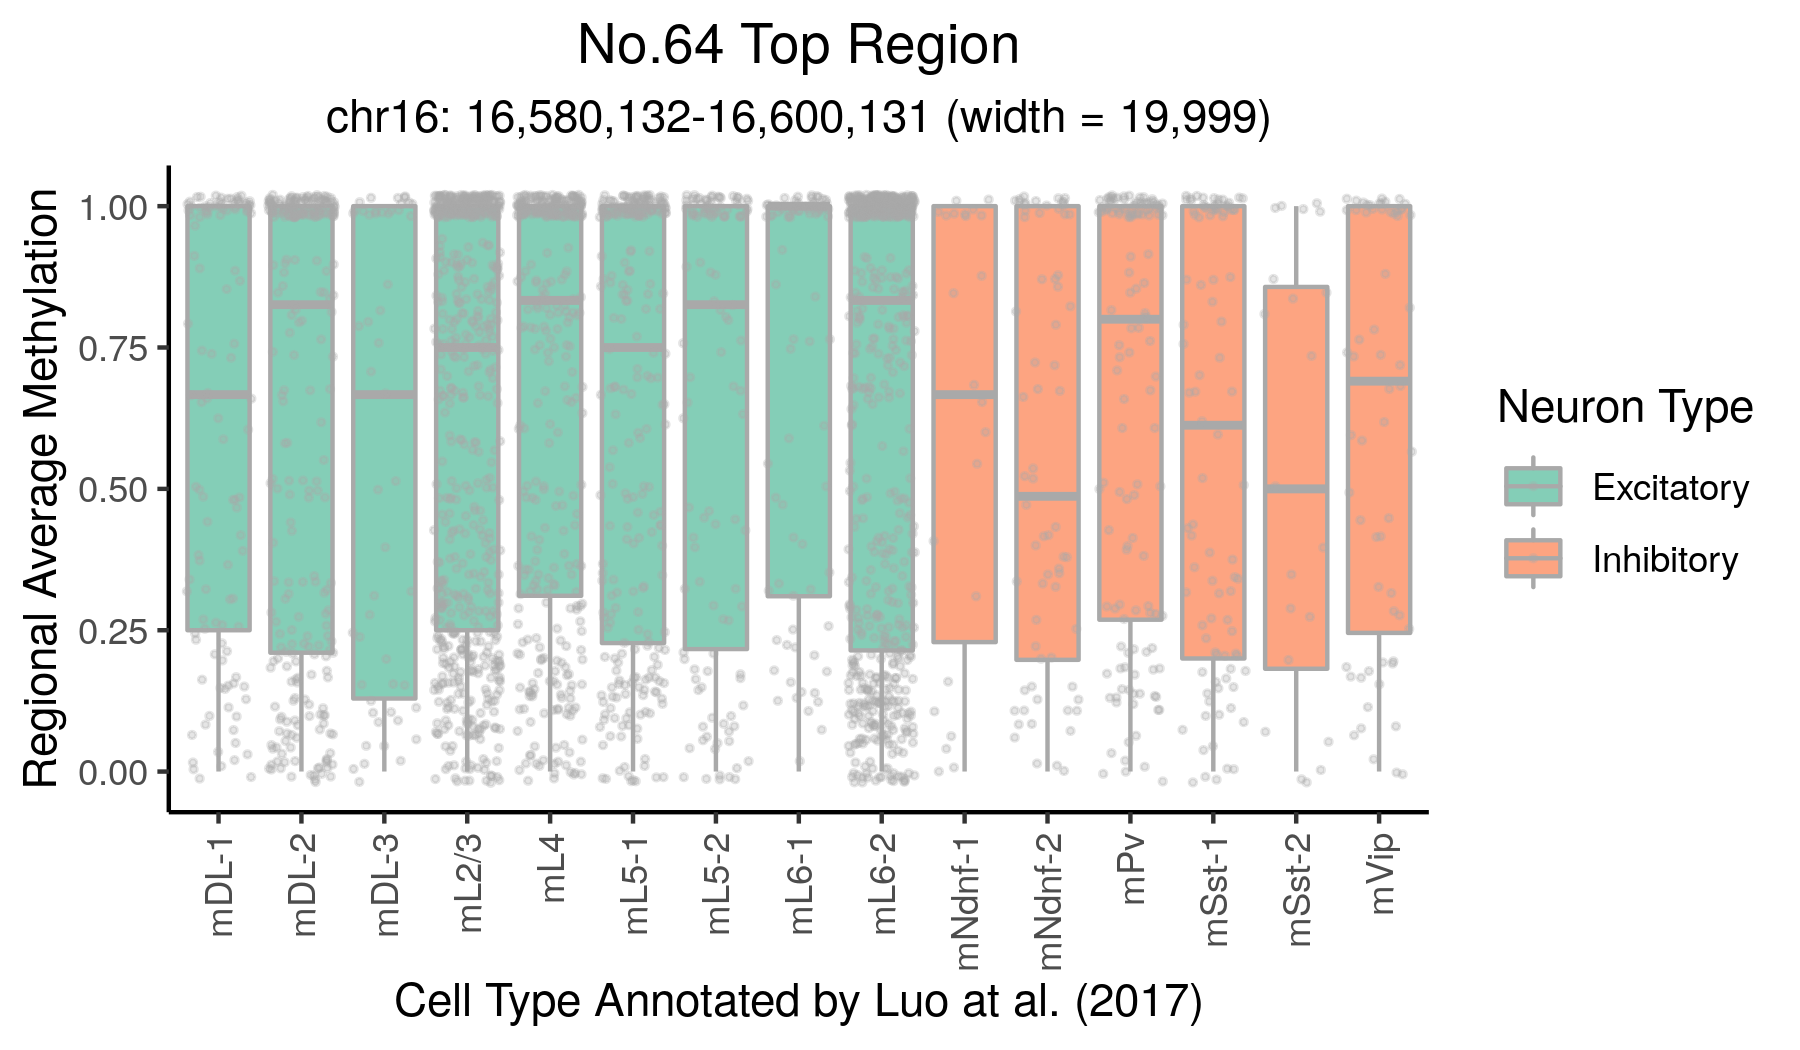 No.64 Top Region
chr16: 16,580,132-16,600,131 (width = 19,999)
Regional Average Methylation
1.00
0.75
0.50
0.25
0.00
mDL-1
mDL-2
mDL-3
mL2/3
mL4
mL5-1
mL5-2
mL6-1
mL6-2
mNdnf-1
mNdnf-2
mPv
mSst-1
mSst-2
mVip
Cell Type Annotated by Luo at al. (2017)
Neuron Type
Excitatory
Inhibitory